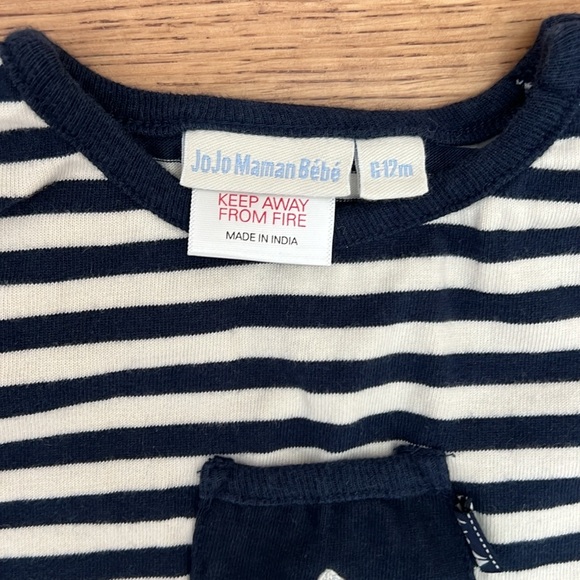 JoJo Maman Bébé
6 12m
KEEP AWAY
FROM FIRE
MADE IN INDIA